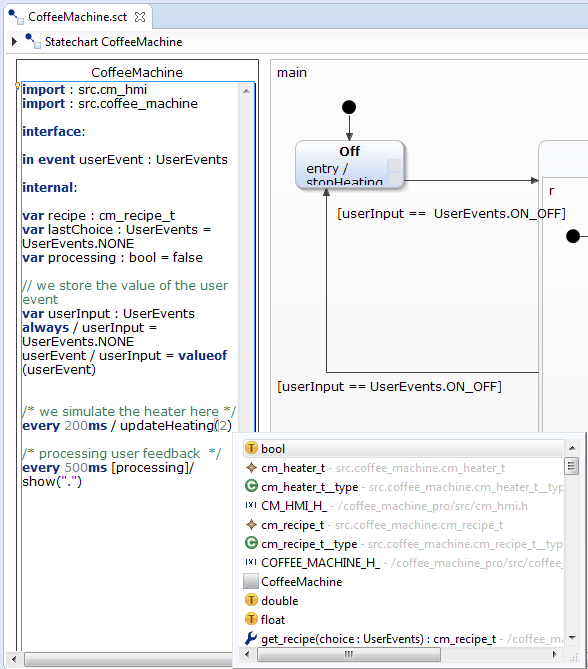 CoffeeMachine.sct
Statechart CoffeeMachine
CoffeeMachine
import : src.cm_hmi
import : src.coffee_machine
interface:
in event userEvent : UserEvents
internal:
var recipe : cm_recipe_t
var lastChoice : UserEvents =
UserEvents.NONE
var processing : bool = false
// we store the value of the user
event
var userInput : UserEvents
always / userInput =
UserEvents.NONE
userEvent / userInput = valueof
(userEvent)
/* we simulate the heater here */
every 200ms / updateHeating(2)
/* processing user feedback  */
every 500ms [processing]/
show(".")
main
Off
entry /
stopHeating
r
[userInput ==  UserEvents.ON_OFF]
[userInput == UserEvents.ON_OFF]
bool
cm_heater_t - src.coffee_machine.cm_heater_t
cm_heater_t__type - src.coffee_machine.cm_heater_t__typ
CM_HMI_H_ - /coffee_machine_pro/src/cm_hmi.h
cm_recipe_t - src.coffee_machine.cm_recipe_t
cm_recipe_t__type - src.coffee_machine.cm_recipe_t__typ
COFFEE_MACHINE_H_ - /coffee_machine_pro/src/coffee_
CoffeeMachine
double
float
get_recipe(choice : UserEvents) : cm_recipe_t - /coffee_ma